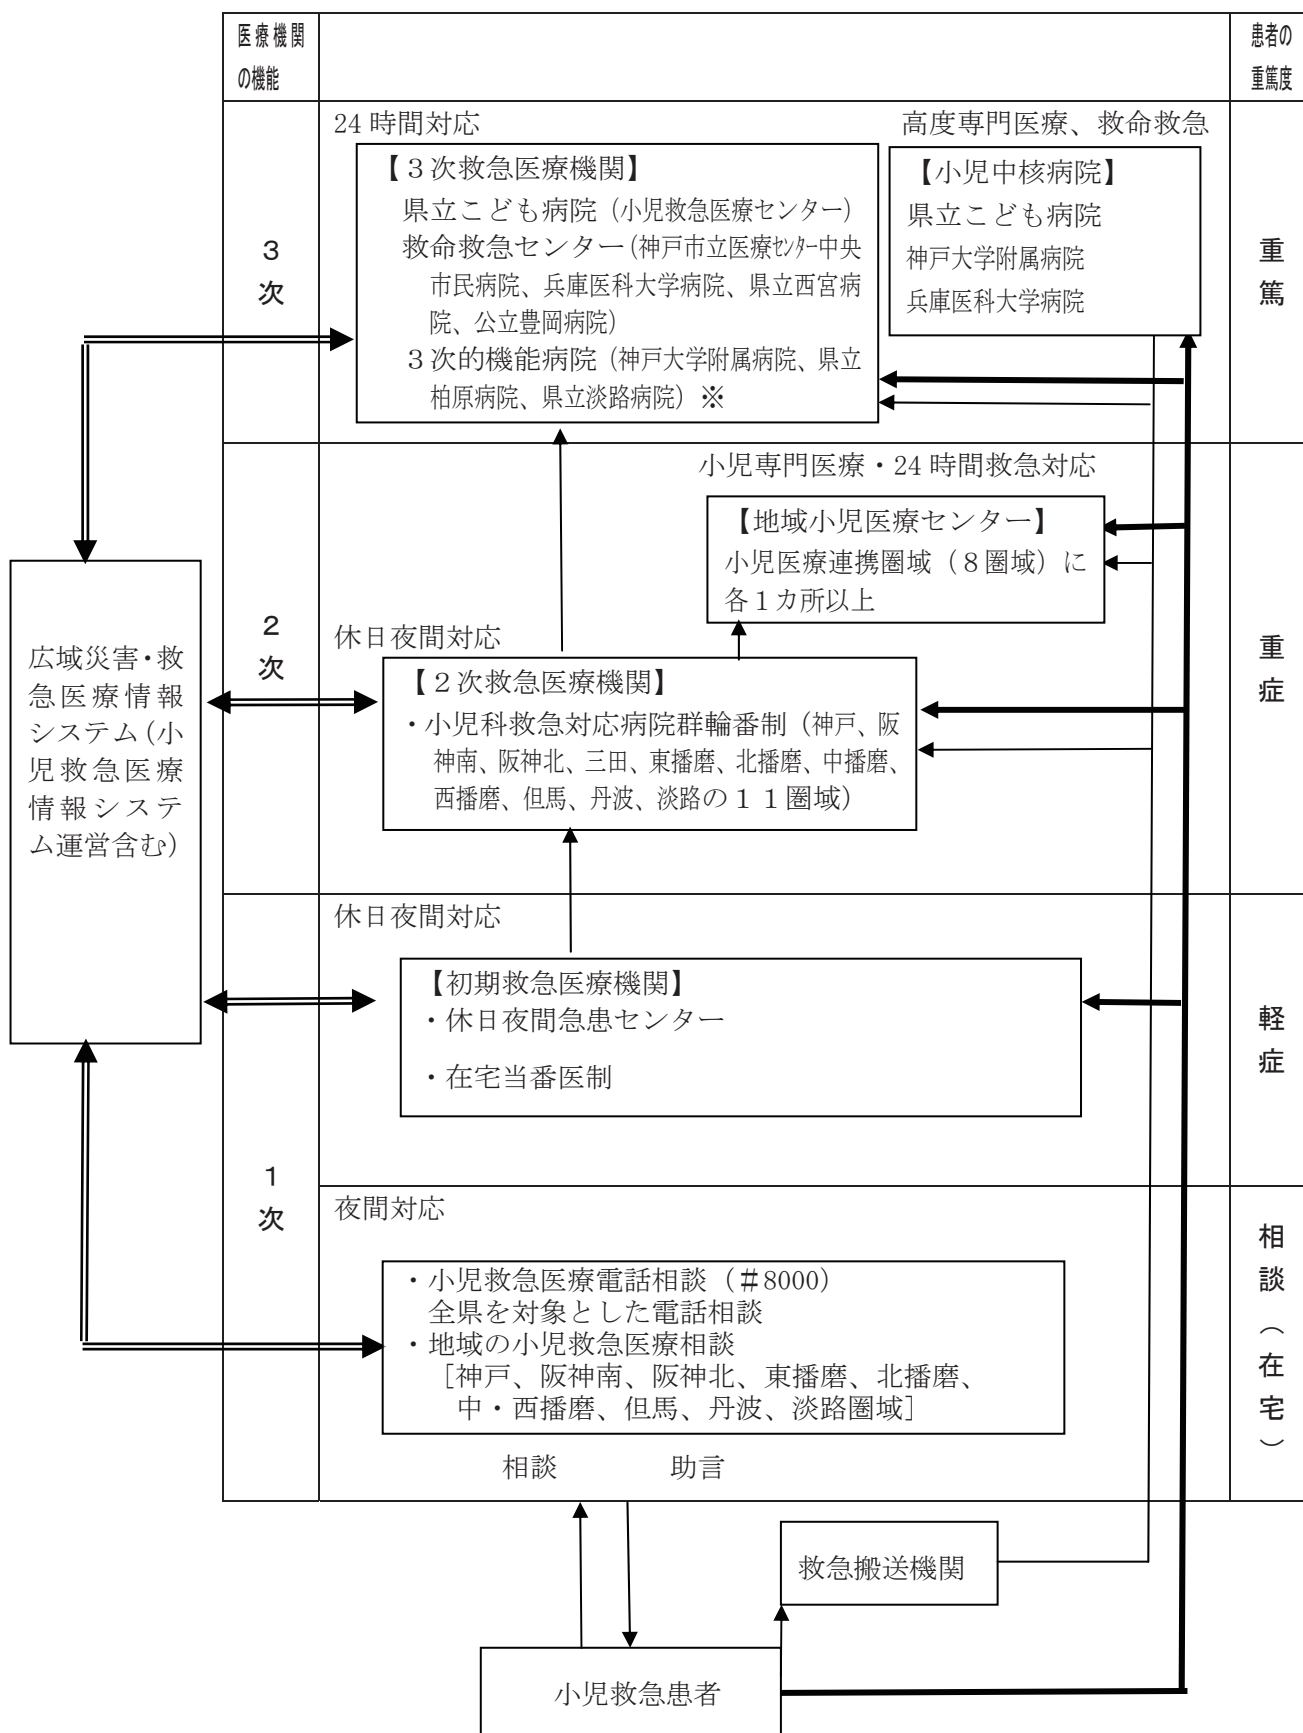 医療機関
の機能
患者の
重篤度
3
次
24時間対応
【３次救急医療機関】
県立こども病院（小児救急医療センター）
救命救急センター（神戸市立医療センター中央
市民病院、兵庫医科大学病院、県立西宮病
院、公立豊岡病院）
３次的機能病院（神戸大学附属病院、県立
柏原病院、県立淡路病院）※
高度専門医療、救命救急
【小児中核病院】
県立こども病院
神戸大学附属病院
兵庫医科大学病院
重
篤
2
次
小児専門医療・24時間救急対応
【地域小児医療センター】
小児医療連携圏域（８圏域）に
各１カ所以上
休日夜間対応
【２次救急医療機関】
・小児科救急対応病院群輪番制（神戸、阪
神南、阪神北、三田、東播磨、北播磨、中播磨、
西播磨、但馬、丹波、淡路の１１圏域）
重
症
広域災害・救
急医療情報
システム（小
児救急医療
情報システ
ム運営含む）
1
次
休日夜間対応
【初期救急医療機関】
・休日夜間急患センター
・在宅当番医制
軽
症
夜間対応
・小児救急医療電話相談（＃8000）
全県を対象とした電話相談
・地域の小児救急医療相談
［神戸、阪神南、阪神北、東播磨、北播磨、
中・西播磨、但馬、丹波、淡路圏域］
相談 助言
相
談
（
在
宅
）
救急搬送機関
小児救急患者